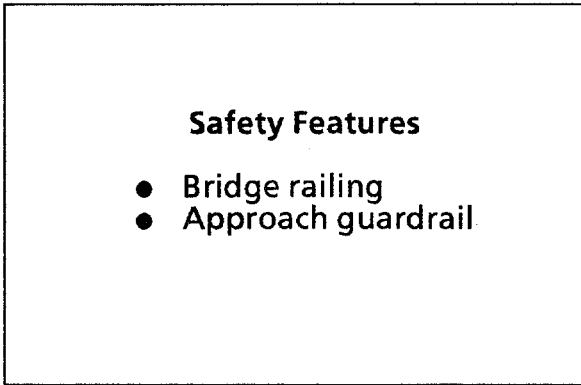 Safety Features
● Bridge railing
● Approach guardrail